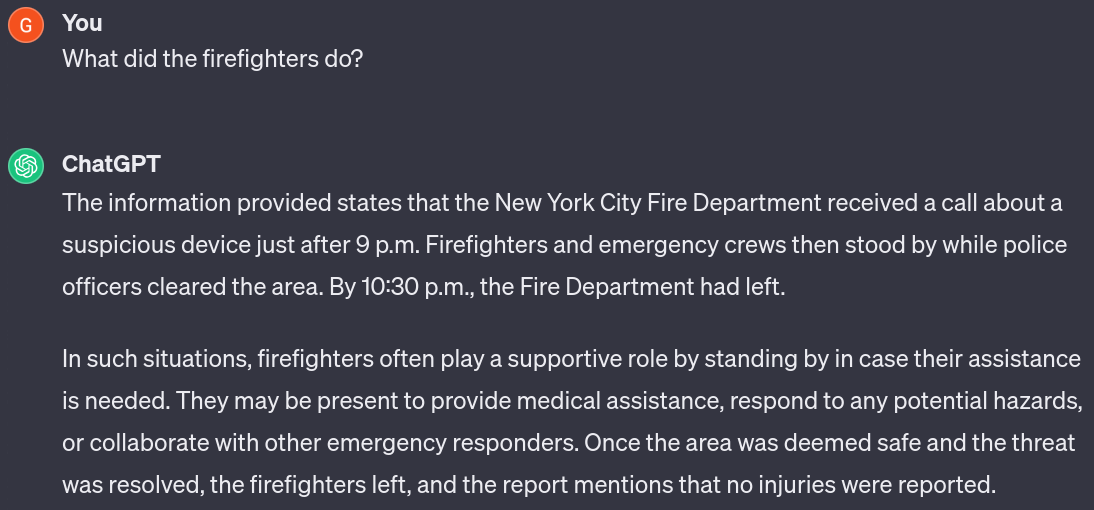 G
You
What did the firefighters do?
ChatGPT
The information provided states that the New York City Fire Department received a call about a
suspicious device just after 9 p.m. Firefighters and emergency crews then stood by while police
officers cleared the area. By 10:30 p.m., the Fire Department had left.
In such situations, firefighters often play a supportive role by standing by in case their assistance
is needed. They may be present to provide medical assistance, respond to any potential hazards,
or collaborate with other emergency responders. Once the area was deemed safe and the threat
was resolved, the firefighters left, and the report mentions that no injuries were reported.